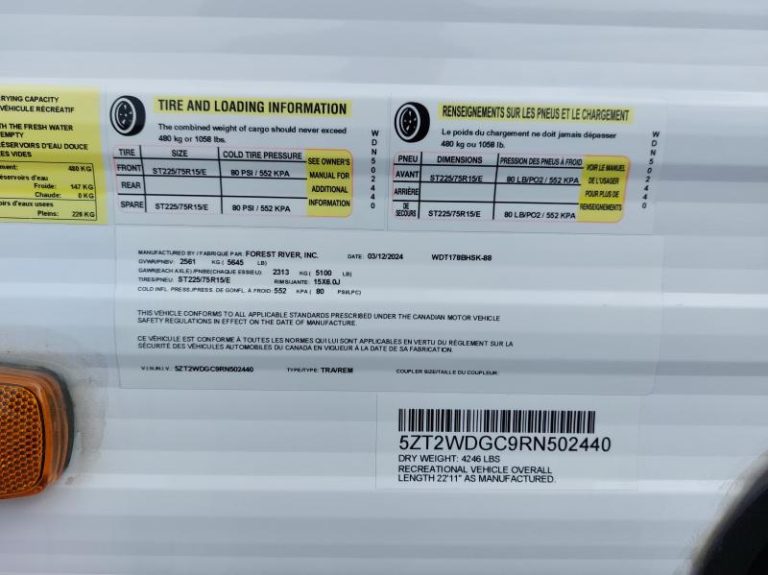 RYING CAPACITY
VÉHICULE RÉCRÉATIF
TH THE FRESH WATER
EMPTY
RÉSERVOIRS D'EAU DOUCE
ES VIDES
ment: 480 KG
éservoirs d'eau
Froide: 147 KG
Chaude: 0 KG
oirs d'eaux usees
Pleins: 226 KG
TIRE AND LOADING INFORMATION
The combined weight of cargo should never exceed
480 kg or 1058 lbs.
TIRE SIZE COLD TIRE PRESSURE
FRONT ST225/75R15/E 80 PSI / 552 KPA
REAR
SPARE ST225/75R15/E 80 PSI / 552 KPA
SEE OWNER'S
MANUAL FOR
ADDITIONAL
INFORMATION
WDN502440
RENSEIGNEMENTS SUR LES PNEUS ET LE CHARGEMENT
Le poids du chargement ne doit jamais dépasser
480 kg ou 1058 lb.
PNEU DIMENSIONS PRESSION DES PNEUS À FROID
AVANT ST225/75R15/E 80 LB/PO2 / 552 KPA
ARRIÈRE
DE SECOURS ST225/75R15/E 80 LB/PO2 / 552 KPA
VOIR LE MANUEL
DE L'USAGER
POUR PLUS DE
RENSEIGNEMENTS
WDN502440
MANUFACTURED BY / FABRIQUÉ PAR: FOREST RIVER, INC. DATE: 03/12/2024 WDT178BHSK-88
GVWR/PNBV: 2561 KG ( 5645 LB)
GAWR(EACH AXLE) /PNBE(CHAQUE ESSIEU): 2313 KG ( 5100 LB)
TIRES/PNEU: ST225/75R15/E RIMS/JANTE: 15X6.0J
COLD INFL. PRESS./PRESS. DE GONFL. À FROID: 552 KPA ( 80 PSI/LPC)
THIS VEHICLE CONFORMS TO ALL APPLICABLE STANDARDS PRESCRIBED UNDER THE CANADIAN MOTOR VEHICLE
SAFETY REGULATIONS IN EFFECT ON THE DATE OF MANUFACTURE.
CE VÉHICULE EST CONFORME À TOUTES LES NORMES QUI LUI SONT APPLICABLES EN VERTU DU RÈGLEMENT SUR LA
SÉCURITÉ DES VÉHICULES AUTOMOBILES DU CANADA EN VIGUEUR À LA DATE DE SA FABRICATION.
V.I.N./N.I.V.: 5ZT2WDGC9RN502440 TYPE/TYPE: TRA/REM COUPLER SIZE/TAILLE DU COUPLEUR:
5ZT2WDGC9RN502440
DRY WEIGHT: 4246 LBS
RECREATIONAL VEHICLE OVERALL
LENGTH 22'11" AS MANUFACTURED.